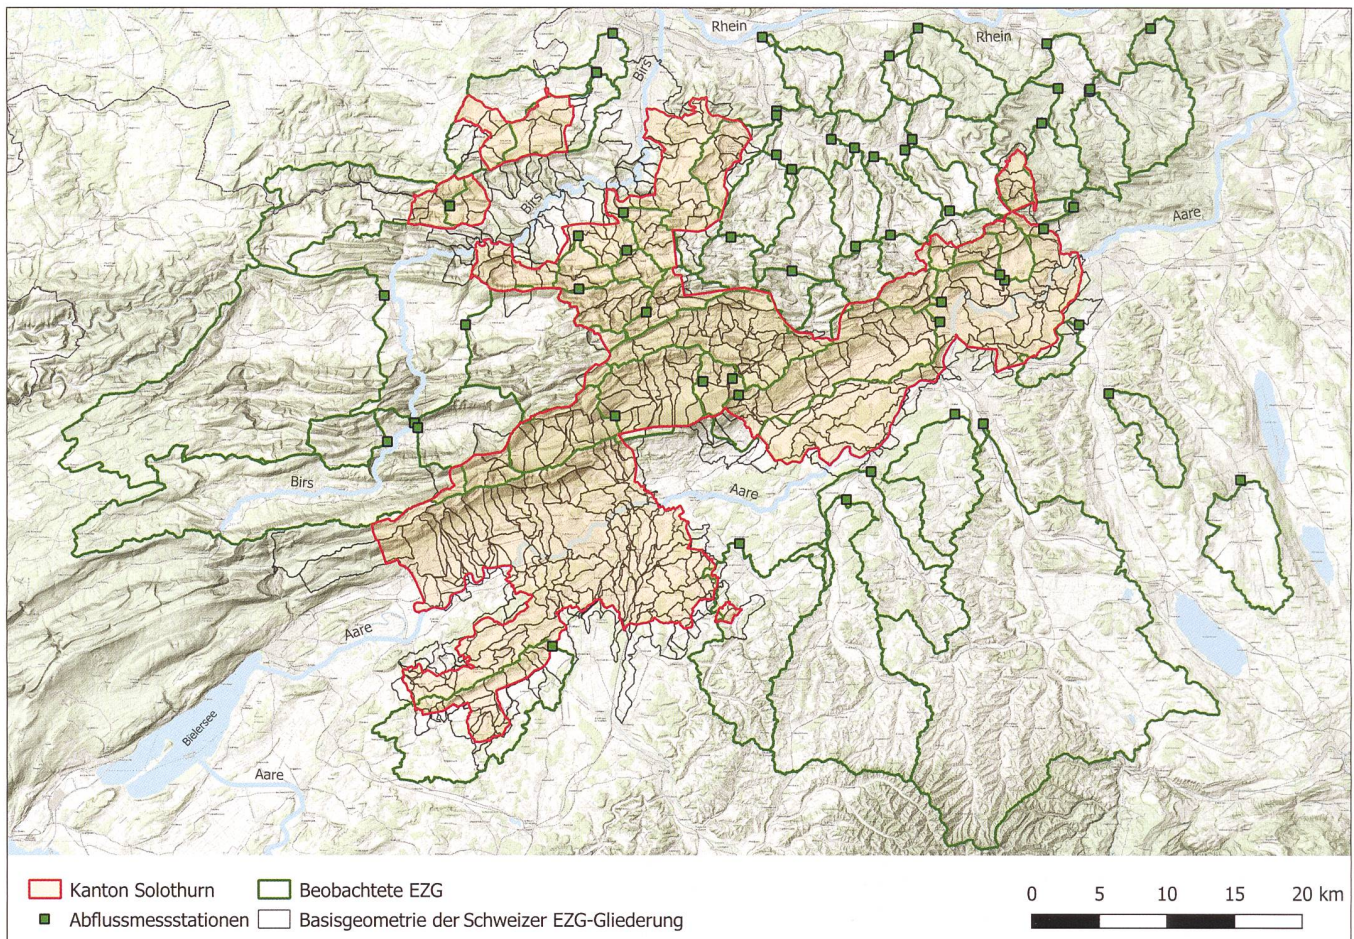 Rhein
Rhein
Birs
Birs
Aare
Birs
Aare
Aare
Bielersee
Aare
Kanton Solothurn
Beobachtete EZG
Abflussmessstationen
Basisgeometrie der Schweizer EZG-Gliederung
0 5 10 15 20 km